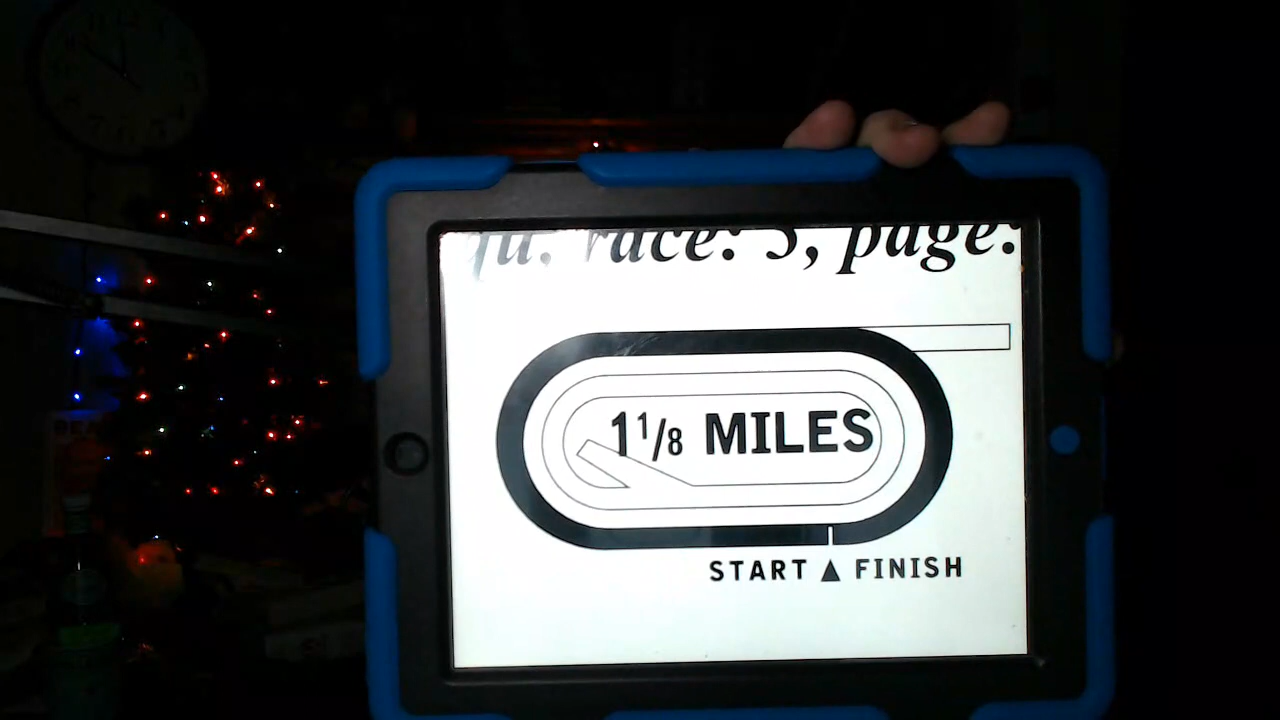 race: 5, page:
1 1/8 MILES
START ▲ FINISH